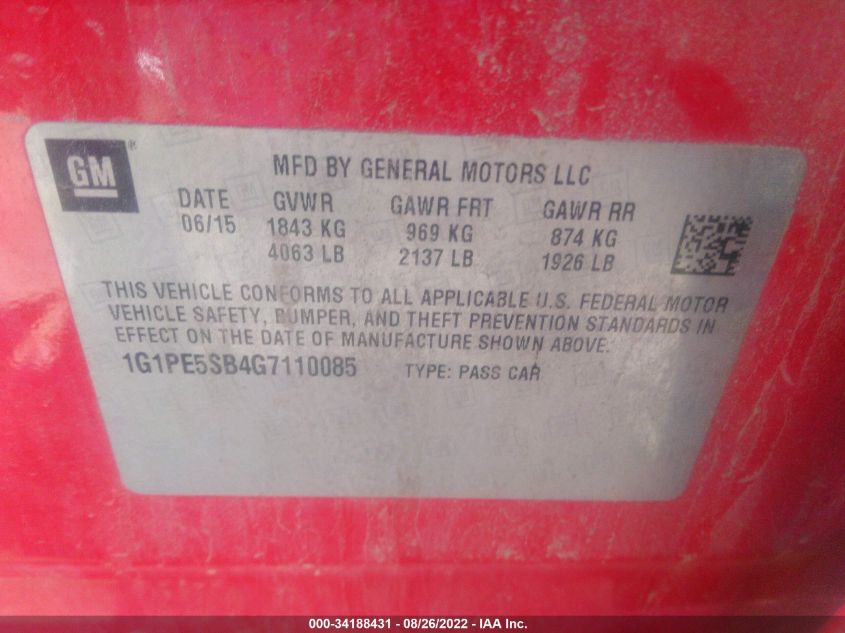 GM®
MFD BY GENERAL MOTORS LLC
DATE GVWR GAWR FRT GAWR RR
06/15 1843 KG 969 KG 874 KG
4063 LB 2137 LB 1926 LB
THIS VEHICLE CONFORMS TO ALL APPLICABLE U.S. FEDERAL MOTOR
VEHICLE SAFETY, BUMPER, AND THEFT PREVENTION STANDARDS IN
EFFECT ON THE DATE OF MANUFACTURE SHOWN ABOVE.
1G1PE5SB4G7110085 TYPE: PASS CAR
000-34188431 - 08/26/2022 - IAA Inc.